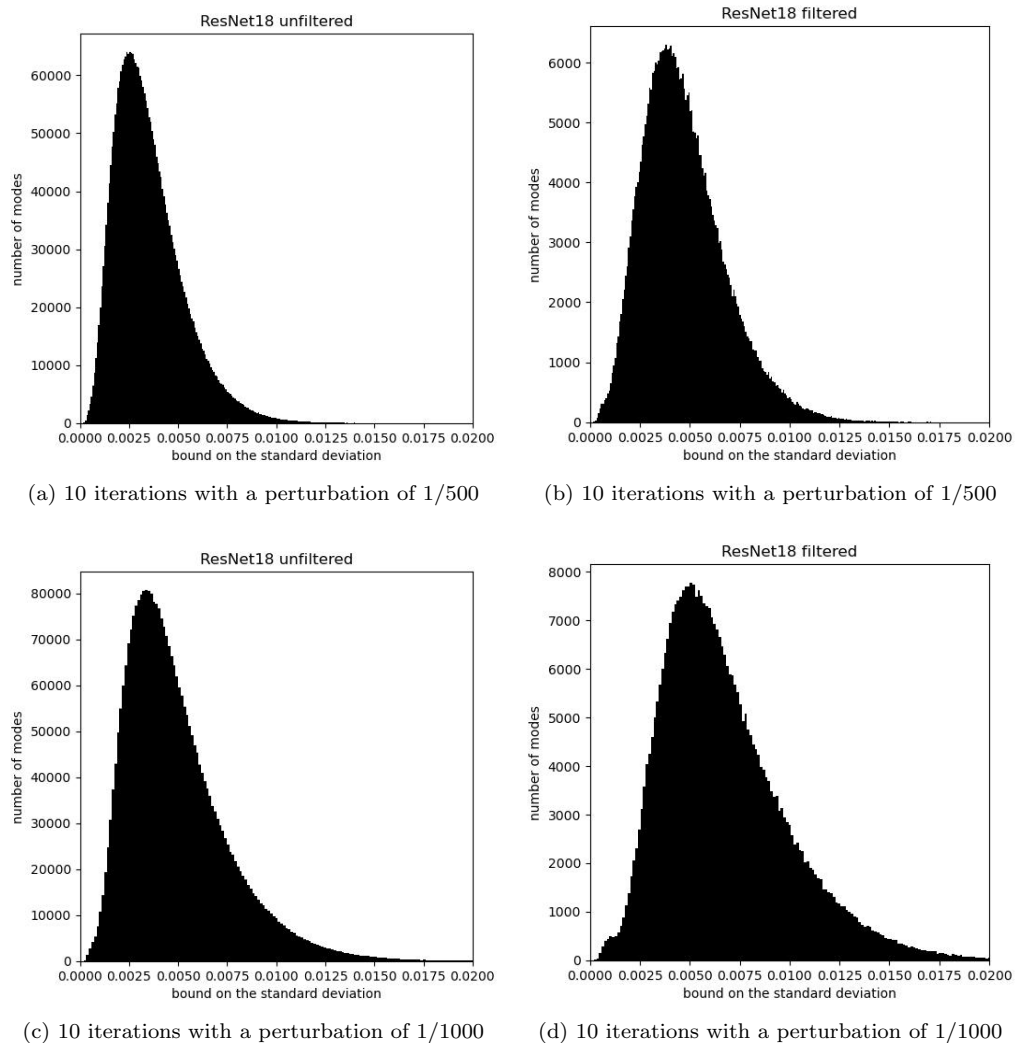 ResNet18 unfiltered
60000
50000
40000
30000
20000
10000
0
number of modes
0.0000 0.0025 0.0050 0.0075 0.0100 0.0125 0.0150 0.0175 0.0200
bound on the standard deviation
(a) 10 iterations with a perturbation of 1/500
ResNet18 filtered
6000
5000
4000
3000
2000
1000
0
number of modes
0.0000 0.0025 0.0050 0.0075 0.0100 0.0125 0.0150 0.0175 0.0200
bound on the standard deviation
(b) 10 iterations with a perturbation of 1/500
ResNet18 unfiltered
80000
70000
60000
50000
40000
30000
20000
10000
0
number of modes
0.0000 0.0025 0.0050 0.0075 0.0100 0.0125 0.0150 0.0175 0.0200
bound on the standard deviation
(c) 10 iterations with a perturbation of 1/1000
ResNet18 filtered
8000
7000
6000
5000
4000
3000
2000
1000
0
number of modes
0.0000 0.0025 0.0050 0.0075 0.0100 0.0125 0.0150 0.0175 0.0200
bound on the standard deviation
(d) 10 iterations with a perturbation of 1/1000